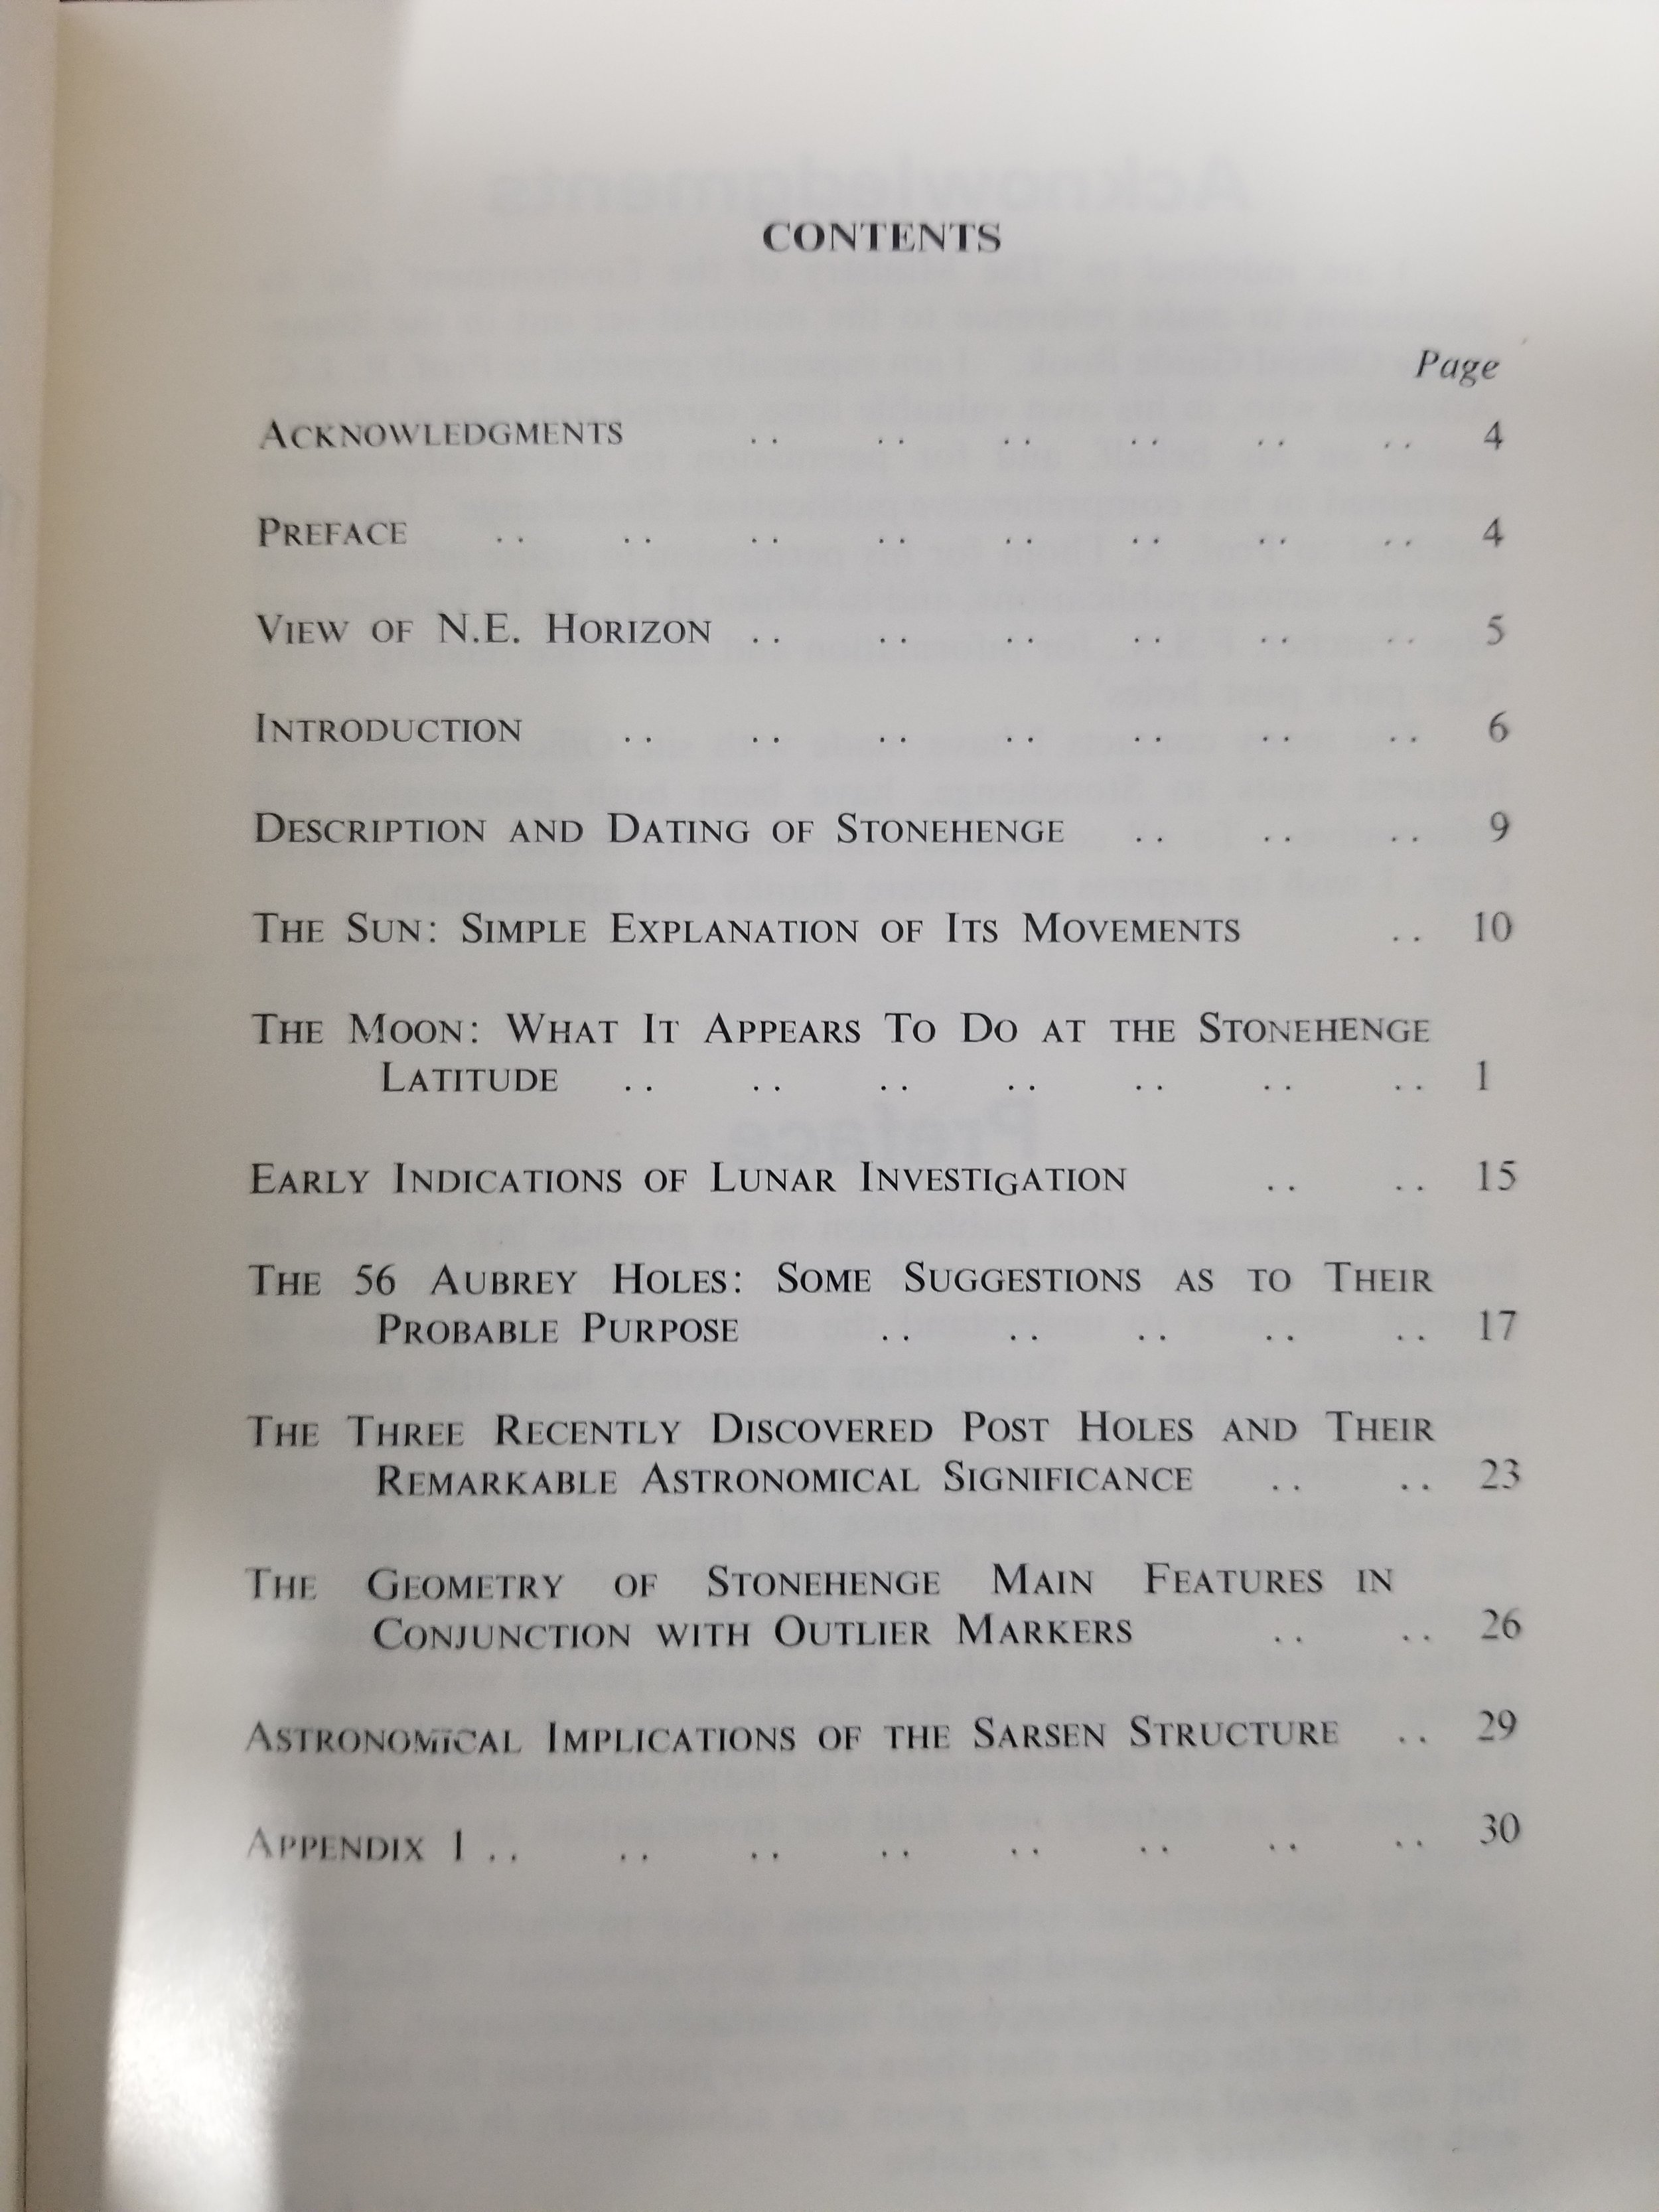 CONTENTS
Page
ACKNOWLEDGMENTS .. .. .. .. .. .. 4
PREFACE .. .. .. .. .. .. .. .. 4
VIEW OF N.E. HORIZON .. .. .. .. .. .. 5
INTRODUCTION .. .. .. .. .. .. .. 6
DESCRIPTION AND DATING OF STONEHENGE .. .. .. 9
THE SUN: SIMPLE EXPLANATION OF ITS MOVEMENTS .. 10
THE MOON: WHAT IT APPEARS TO DO AT THE STONEHENGE
LATITUDE .. .. .. .. .. .. .. 1
EARLY INDICATIONS OF LUNAR INVESTIGATION .. .. 15
THE 56 AUBREY HOLES: SOME SUGGESTIONS AS TO THEIR
PROBABLE PURPOSE .. .. .. .. .. 17
THE THREE RECENTLY DISCOVERED POST HOLES AND THEIR
REMARKABLE ASTRONOMICAL SIGNIFICANCE .. .. 23
THE GEOMETRY OF STONEHENGE MAIN FEATURES IN
CONJUNCTION WITH OUTLIER MARKERS .. .. 26
ASTRONOMICAL IMPLICATIONS OF THE SARSEN STRUCTURE .. 29
APPENDIX 1 .. .. .. .. .. .. .. .. 30